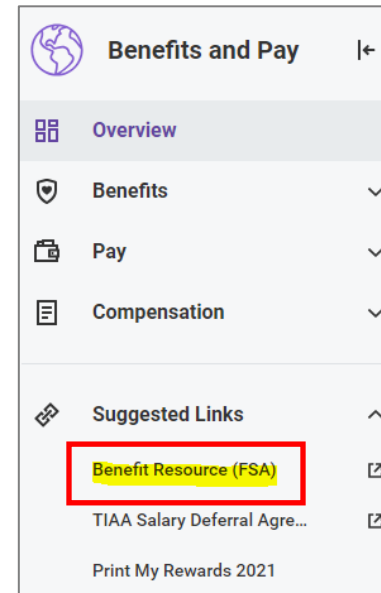 Benefits and Pay
Overview
Benefits
Pay
Compensation
Suggested Links
Benefit Resource (FSA)
TIAA Salary Deferral Agre...
Print My Rewards 2021